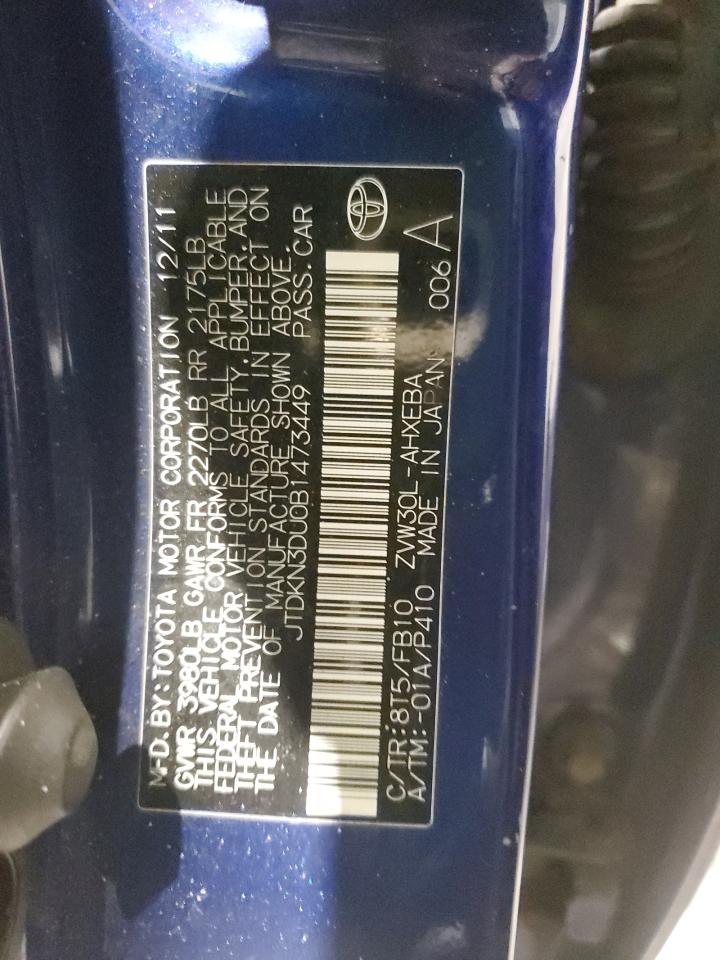 MFD.BY:TOYOTA MOTOR CORPORATION 12/11
GVWR 3980LB GAWR FR 2270LB RR 2175LB
THIS VEHICLE CONFORMS TO ALL APPLICABLE
FEDERAL MOTOR VEHICLE SAFETY,BUMPER,AND
THEFT PREVENTION STANDARDS IN EFFECT ON
THE DATE OF MANUFACTURE SHOWN ABOVE.
JTDKN3DU0B1473449 PASS.CAR
C/TR:8T5/FB10 ZVW30L-AHXEBA
A/TM:-01A/P410 MADE IN JAPAN 006 A